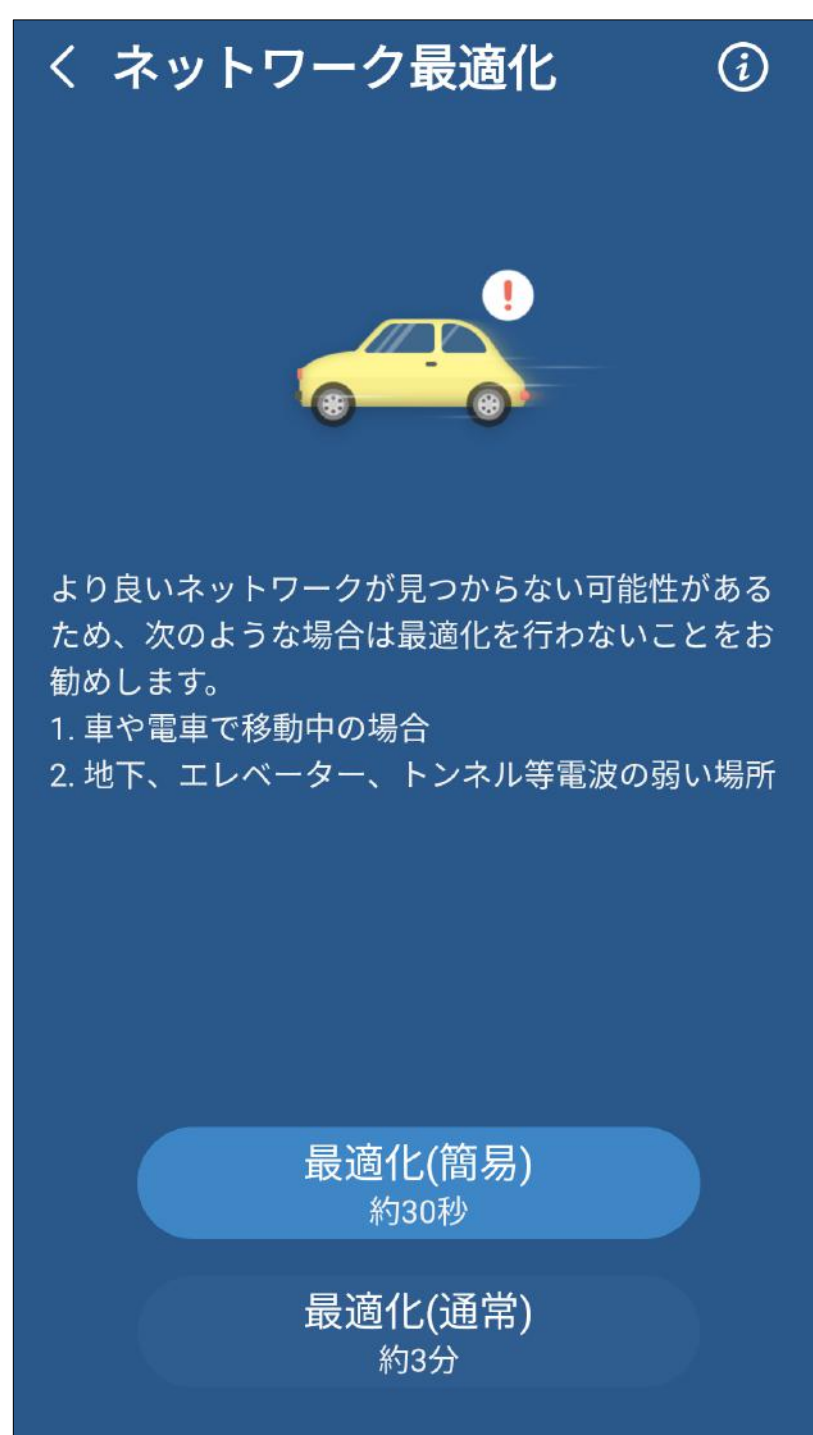 ネットワーク最適化
より良いネットワークが見つからない可能性がある
ため、次のような場合は最適化を行わないことをお
勧めします。
1. 車や電車で移動中の場合
2. 地下、エレベーター、トンネル等電波の弱い場所
最適化(簡易)
約30秒
最適化(通常)
約3分